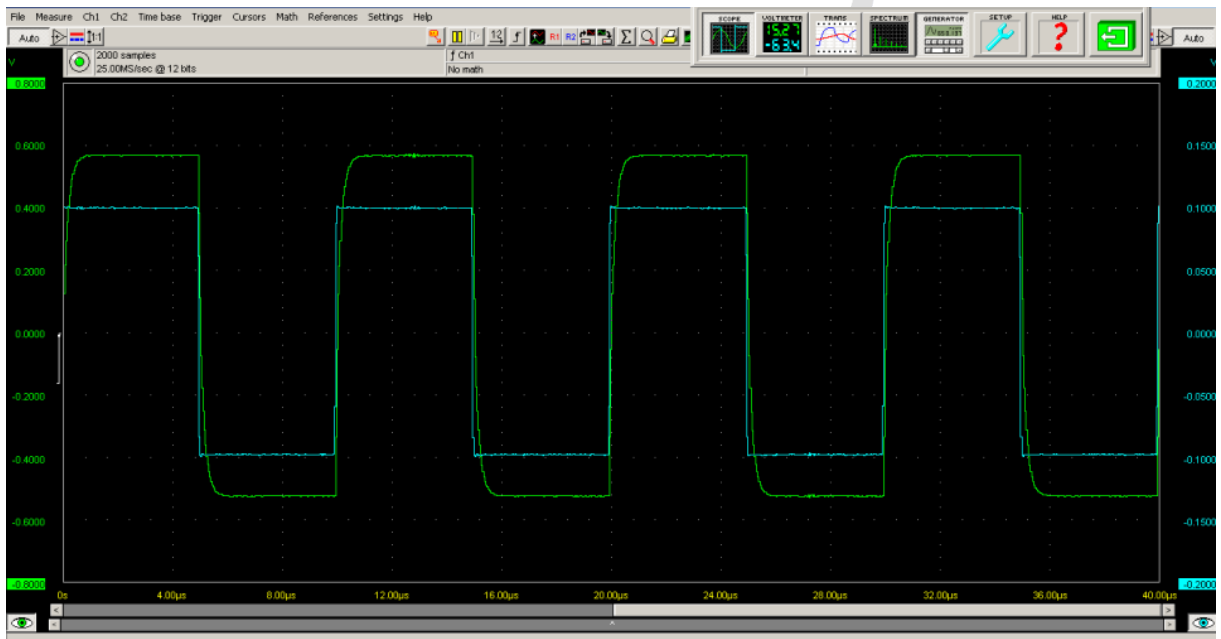 File Measure Ch1 Ch2 Time base Trigger Cursors Math References Settings Help
SCOPE VOLTMETER TRANS SPECTRUM GENERATOR SETUP HELP
Auto 1:1 R1 R2 Auto
2000 samples ƒ Ch1
25.00MS/sec @ 12 bits No math
V V
0.8000 0.2000
0.6000 0.1500
0.4000 0.1000
0.2000 0.0500
0.0000 0.0000
-0.2000 -0.0500
-0.4000 -0.1000
-0.6000 -0.1500
-0.8000 -0.2000
0s 4.00µs 8.00µs 12.00µs 16.00µs 20.00µs 24.00µs 28.00µs 32.00µs 36.00µs 40.00µs